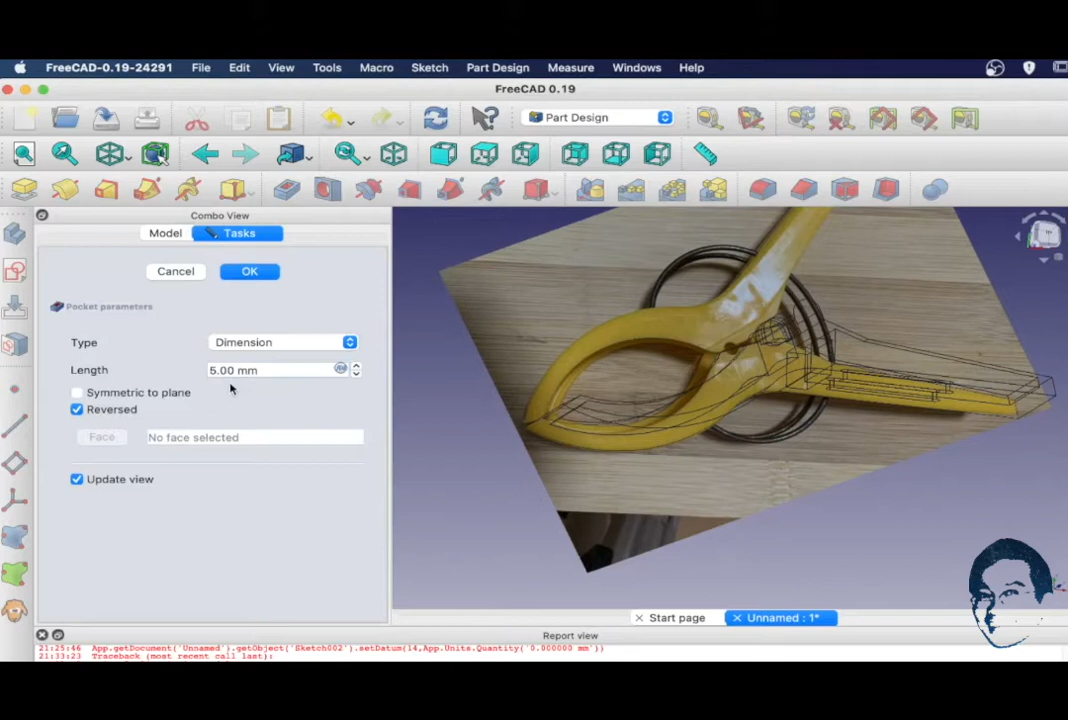 FreeCAD-0.19-24291 File Edit View Tools Macro Sketch Part Design Measure Windows Help
FreeCAD 0.19
Part Design
Combo View
Model Tasks
Cancel OK
Pocket parameters
Type Dimension
Length 5.00 mm
Symmetric to plane
Reversed
Face No face selected
Update view
Start page Unnamed : 1*
Report view
21:25:46 App.getDocument('Unnamed').getObject('Sketch002').setDatum(14,App.Units.Quantity('0.000000 mm'))
21:33:23 Traceback (most recent call last):